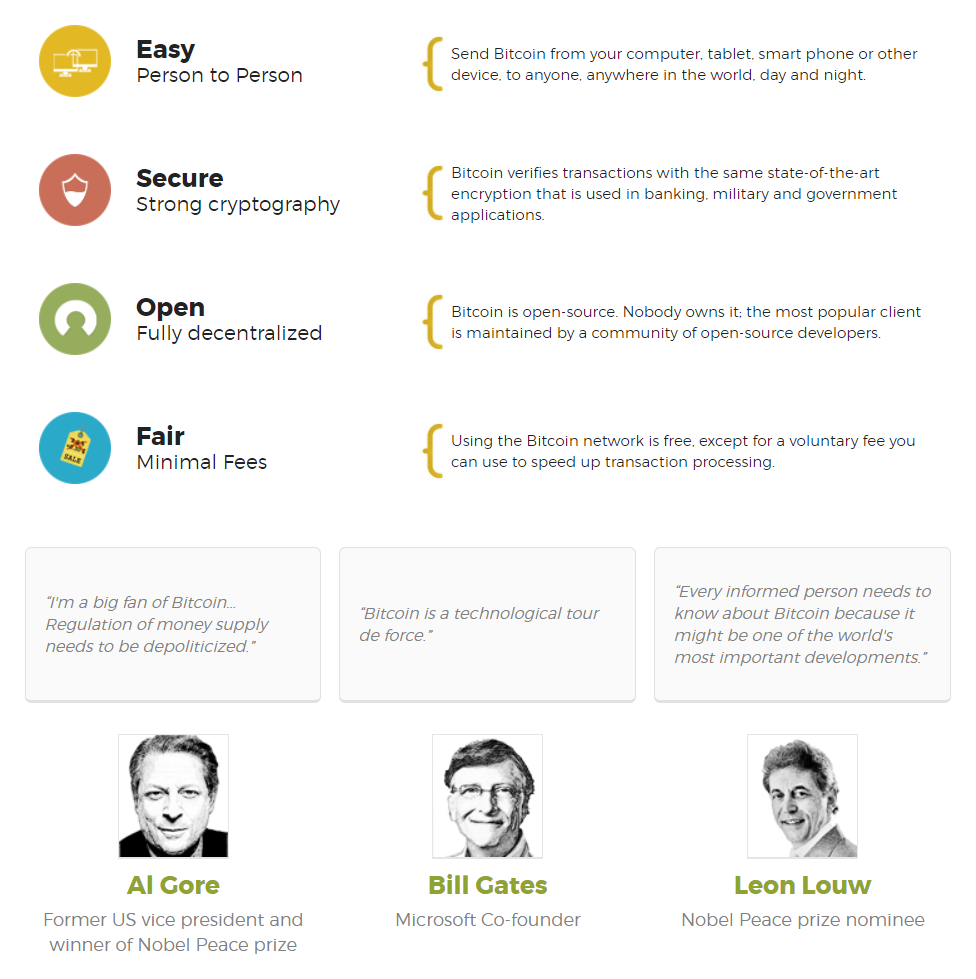 Easy
Person to Person
Send Bitcoin from your computer, tablet, smart phone or other
device, to anyone, anywhere in the world, day and night.
Secure
Strong cryptography
Bitcoin verifies transactions with the same state-of-the-art
encryption that is used in banking, military and government
applications.
Open
Fully decentralized
Bitcoin is open-source. Nobody owns it; the most popular client
is maintained by a community of open-source developers.
SALE
Fair
Minimal Fees
Using the Bitcoin network is free, except for a voluntary fee you
can use to speed up transaction processing.
“I'm a big fan of Bitcoin...
Regulation of money supply
needs to be depoliticized.”
“Bitcoin is a technological tour
de force.”
“Every informed person needs to
know about Bitcoin because it
might be one of the world's
most important developments.”
Al Gore
Former US vice president and
winner of Nobel Peace prize
Bill Gates
Microsoft Co-founder
Leon Louw
Nobel Peace prize nominee